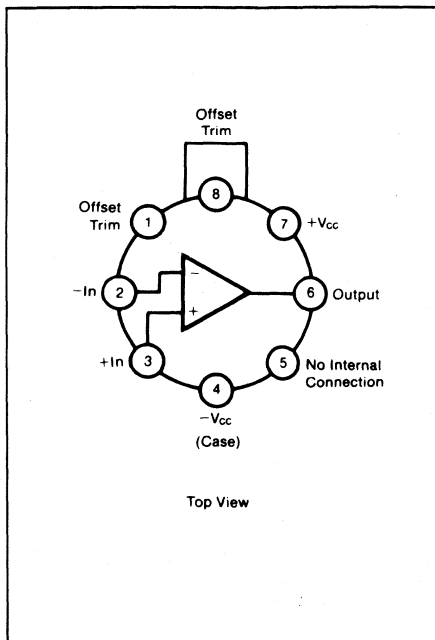 Offset
Trim
8
Offset
Trim
1
7
+Vcc
−In
2
−
6
Output
+
+In
3
5
No Internal
Connection
4
−Vcc
(Case)
Top View